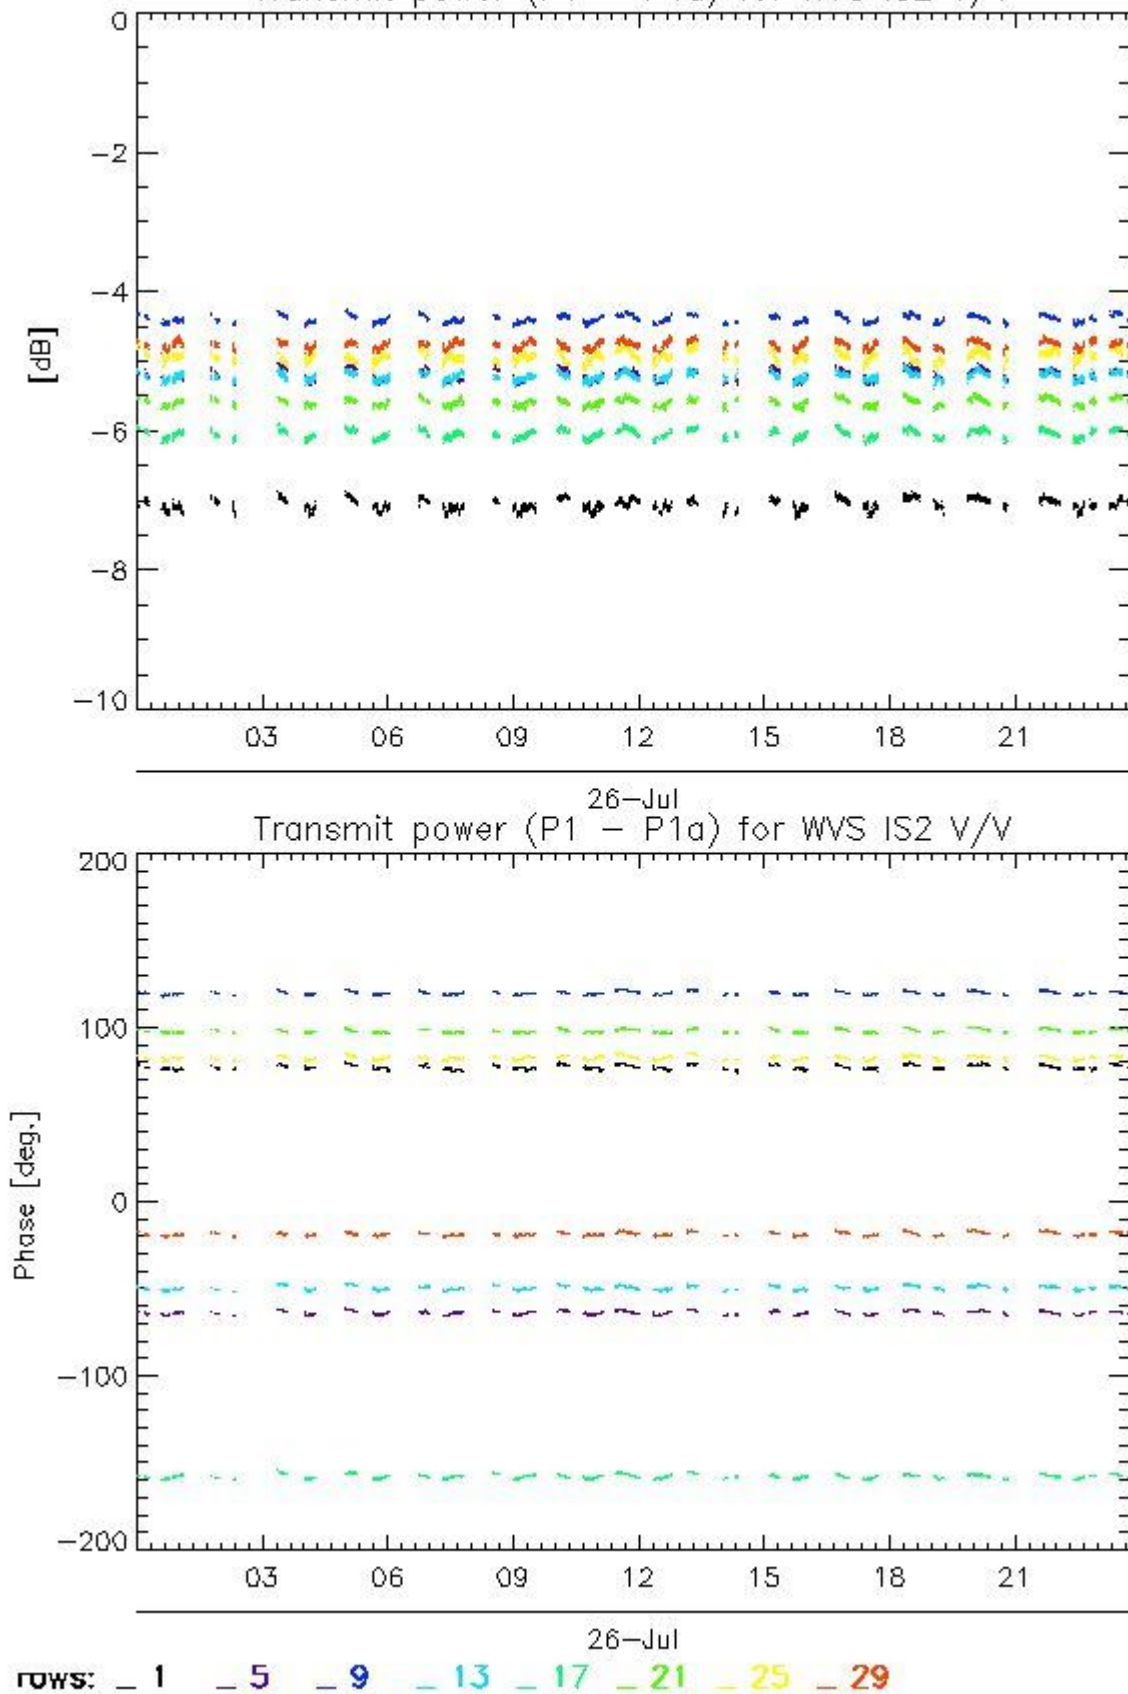 0
−2
−4
[dB]
−6
−8
−10
03 06 09 12 15 18 21
26−Jul
Transmit power (P1 − P1a) for WVS IS2 V/V
200
100
0
Phase [deg.]
−100
−200
03 06 09 12 15 18 21
26−Jul
rows: _ 1 _ 5 _ 9 _ 13 _ 17 _ 21 _ 25 _ 29